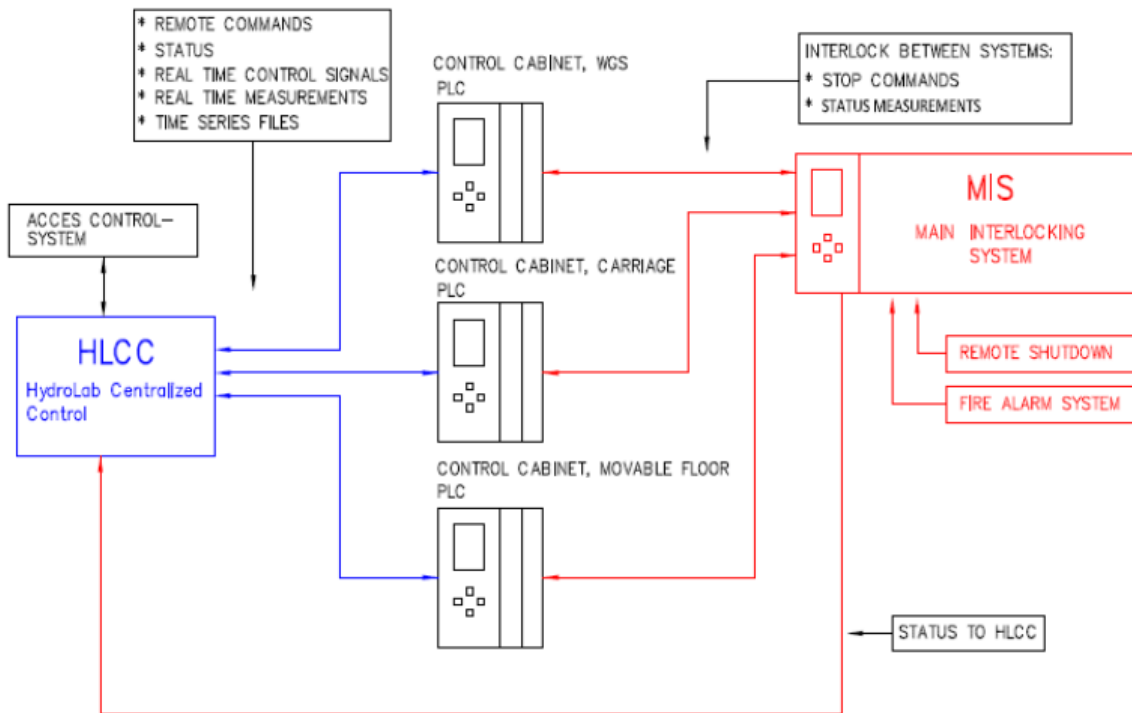 * REMOTE COMMANDS
* STATUS
* REAL TIME CONTROL SIGNALS
* REAL TIME MEASUREMENTS
* TIME SERIES FILES
CONTROL CABINET, WGS
PLC
INTERLOCK BETWEEN SYSTEMS:
* STOP COMMANDS
* STATUS MEASUREMENTS
MIS
MAIN INTERLOCKING
SYSTEM
ACCES CONTROL-
SYSTEM
CONTROL CABINET, CARRIAGE
PLC
HLCC
HydroLab Centralized
Control
REMOTE SHUTDOWN
FIRE ALARM SYSTEM
CONTROL CABINET, MOVABLE FLOOR
PLC
STATUS TO HLCC